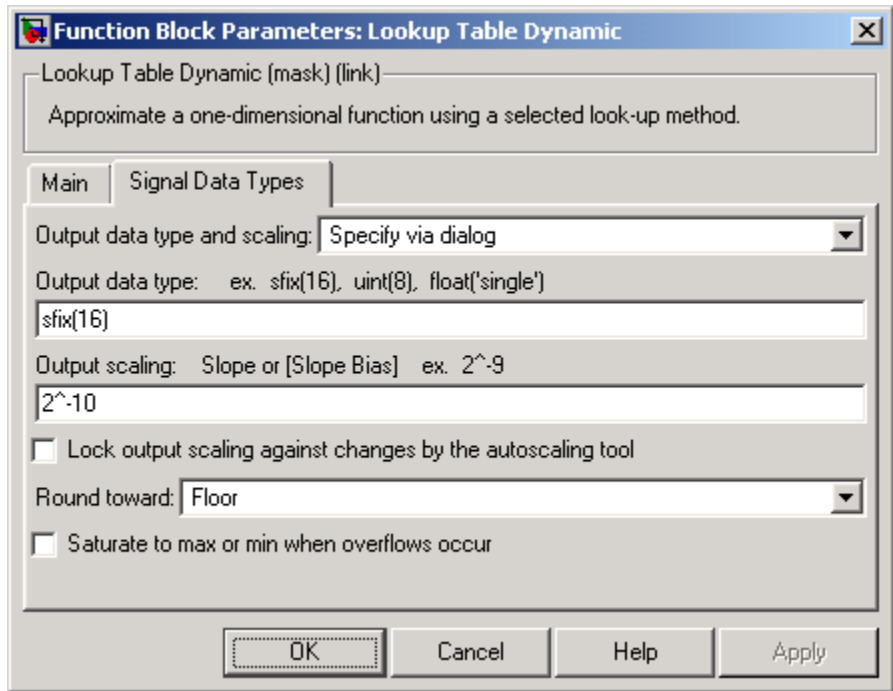 Function Block Parameters: Lookup Table Dynamic
Lookup Table Dynamic (mask) (link)
Approximate a one-dimensional function using a selected look-up method.
Main Signal Data Types
Output data type and scaling: Specify via dialog
Output data type: ex. sfix(16), uint(8), float('single')
sfix(16)
Output scaling: Slope or [Slope Bias] ex. 2^-9
2^-10
Lock output scaling against changes by the autoscaling tool
Round toward: Floor
Saturate to max or min when overflows occur
OK Cancel Help Apply